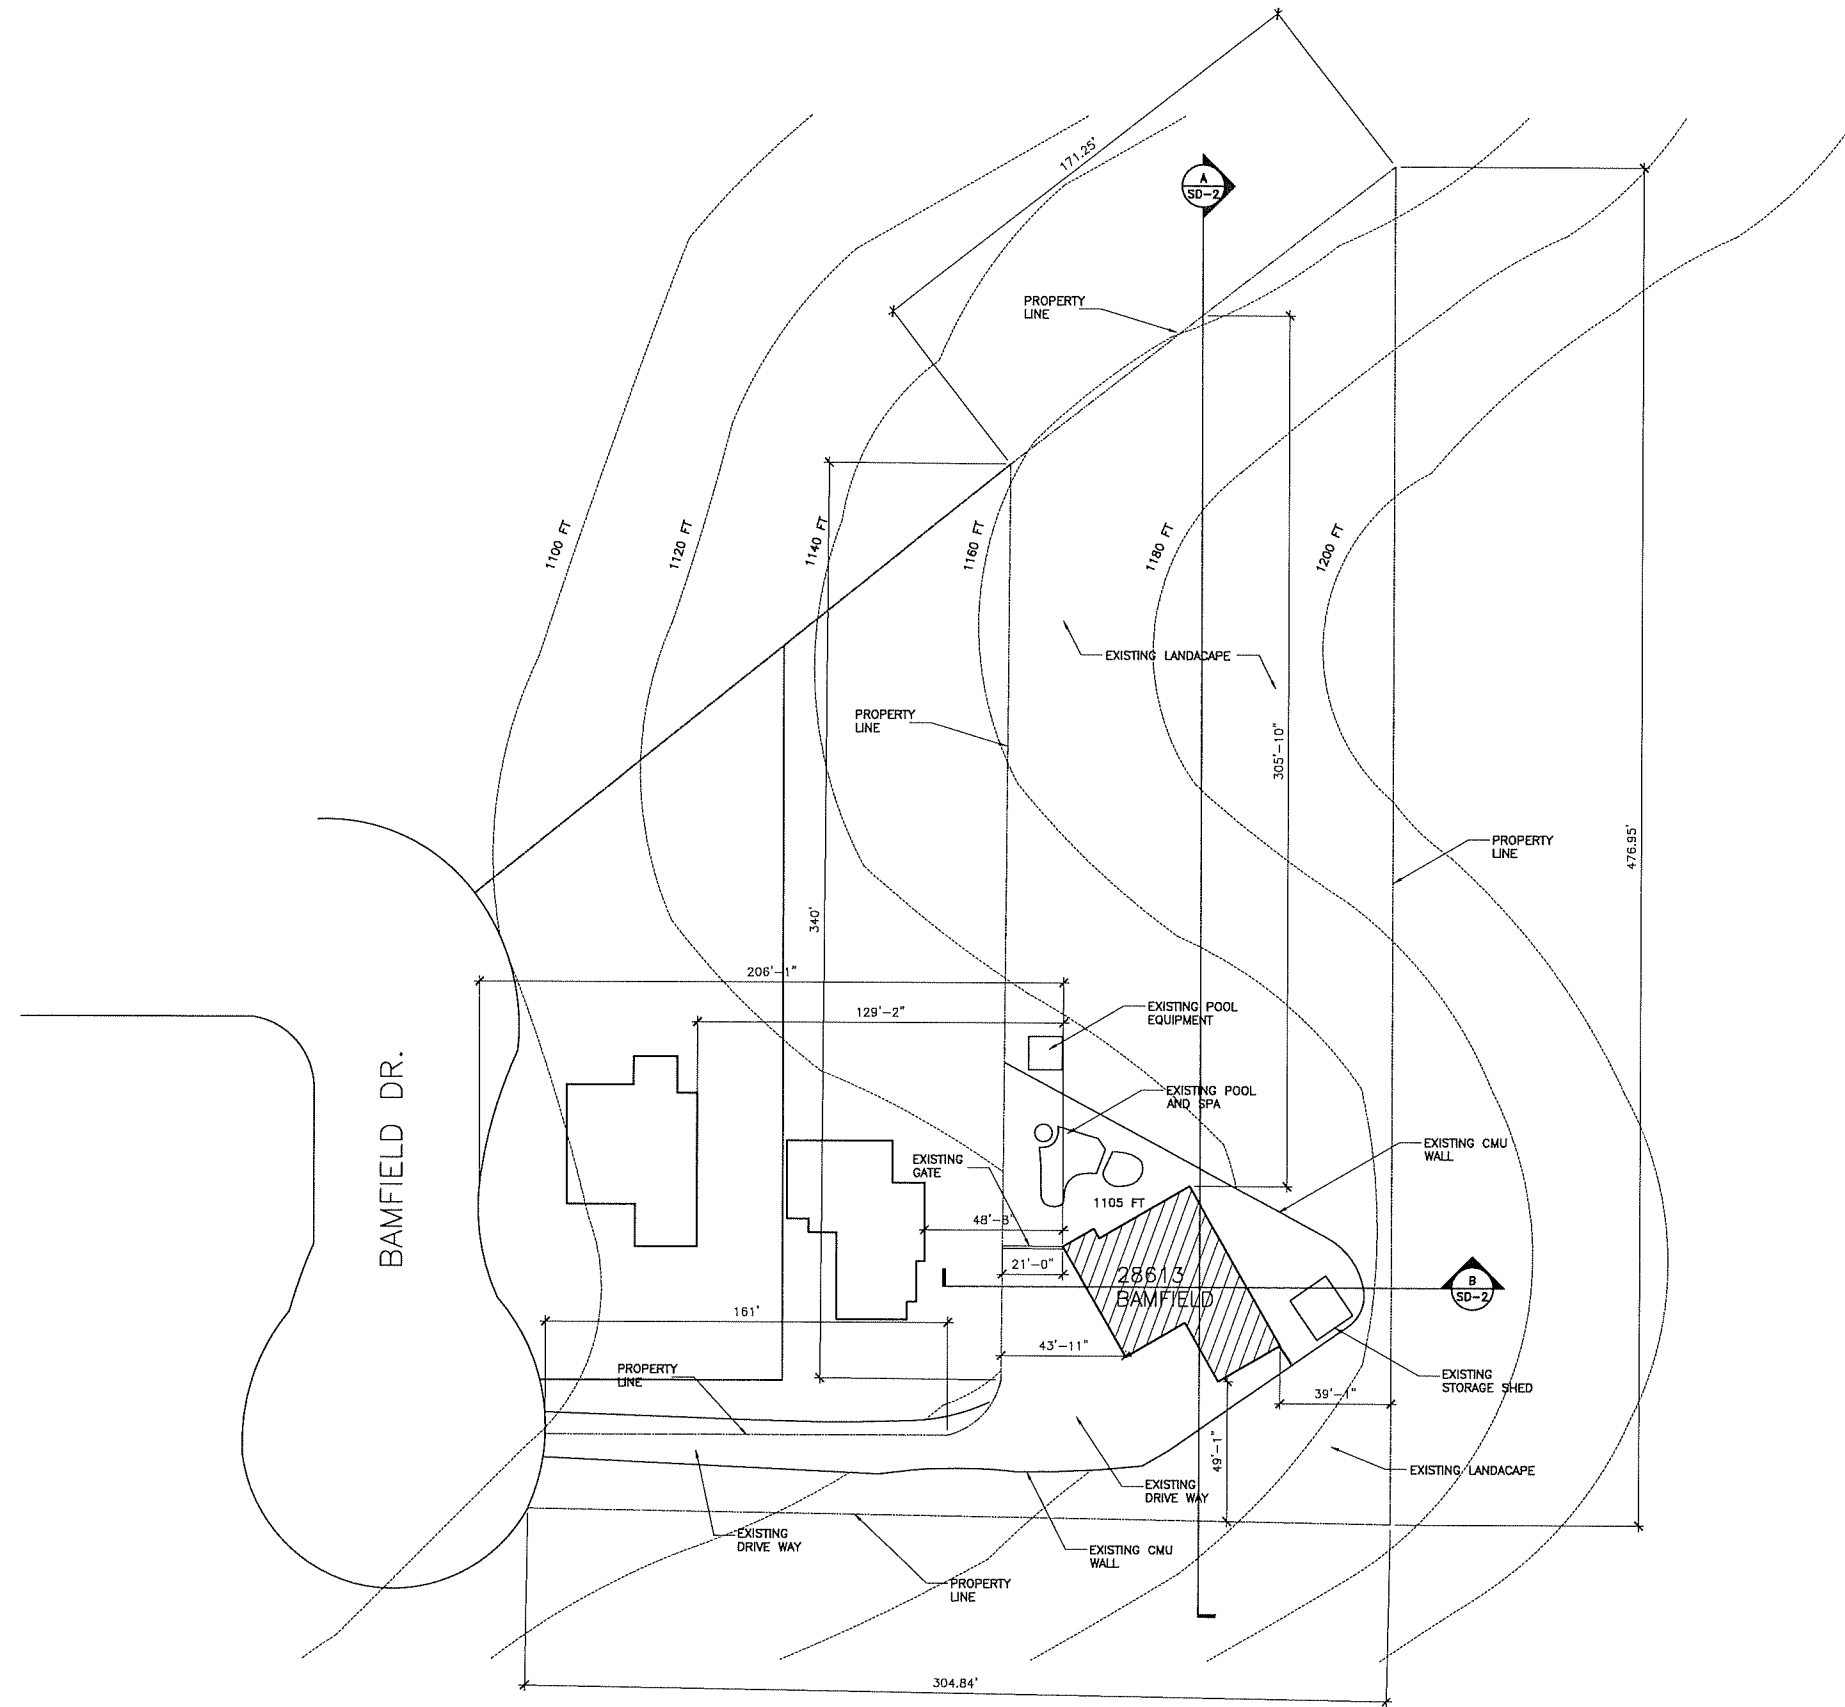 171.25'
A
SD-2
PROPERTY
LINE
1100 FT
1120 FT
1140 FT
1160 FT
1180 FT
1200 FT
EXISTING LANDACAPE
PROPERTY
LINE
305'-10"
PROPERTY
LINE
476.95'
340'
206'-1"
129'-2"
EXISTING POOL
EQUIPMENT
BAMFIELD DR.
EXISTING POOL
AND SPA
EXISTING CMU
WALL
EXISTING
GATE
1105 FT
48'-8"
21'-0"
28613
BAMFIELD
B
SD-2
161'
43'-11"
PROPERTY
LINE
EXISTING
STORAGE SHED
39'-1"
49'-1"
EXISTING LANDACAPE
EXISTING
DRIVE WAY
EXISTING
DRIVE WAY
EXISTING CMU
WALL
PROPERTY
LINE
304.84'